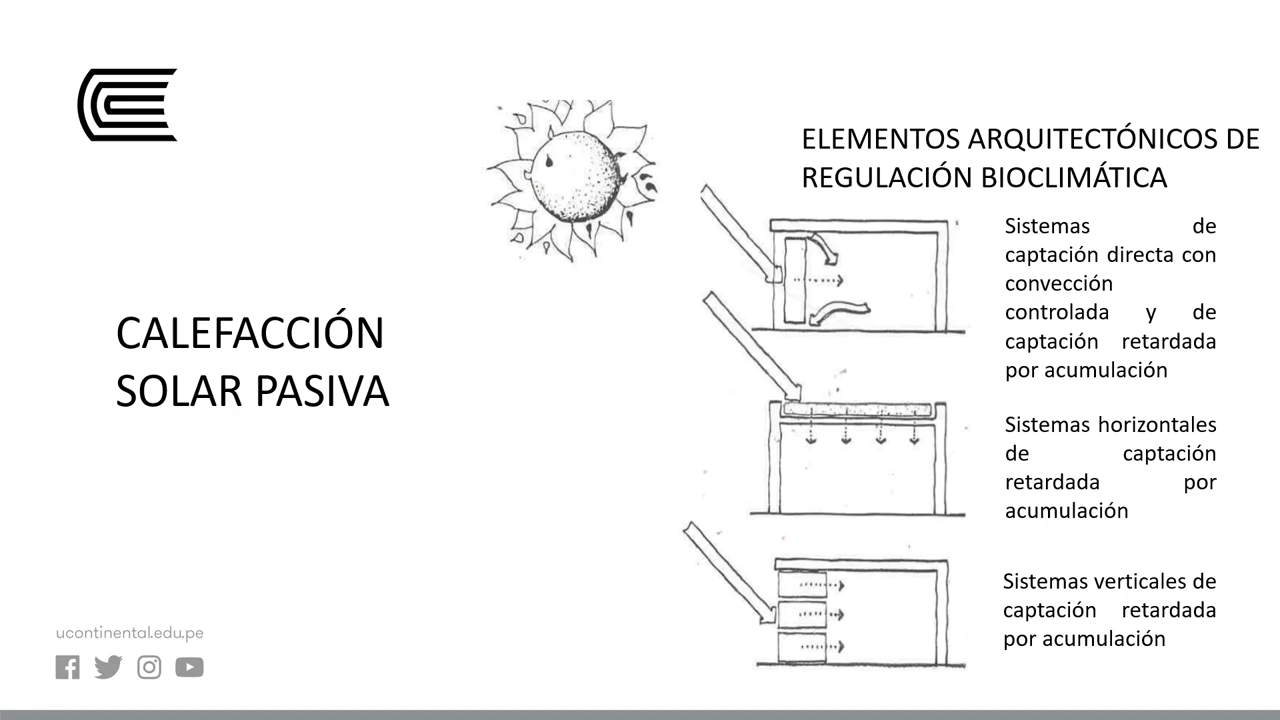 ELEMENTOS ARQUITECTÓNICOS DE
REGULACIÓN BIOCLIMÁTICA
CALEFACCIÓN
SOLAR PASIVA
Sistemas de
captación directa con
convección
controlada y de
captación retardada
por acumulación
Sistemas horizontales
de captación
retardada por
acumulación
Sistemas verticales de
captación retardada
por acumulación
ucontinental.edu.pe